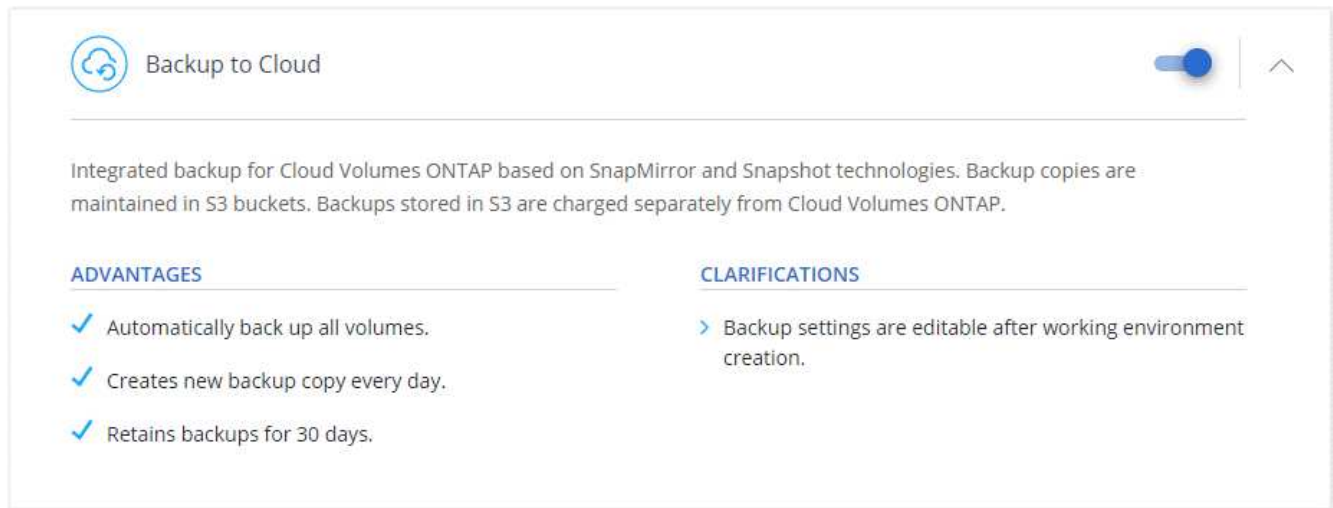 Backup to Cloud
Integrated backup for Cloud Volumes ONTAP based on SnapMirror and Snapshot technologies. Backup copies are
maintained in S3 buckets. Backups stored in S3 are charged separately from Cloud Volumes ONTAP.
ADVANTAGES
Automatically back up all volumes.
Creates new backup copy every day.
Retains backups for 30 days.
CLARIFICATIONS
Backup settings are editable after working environment
creation.